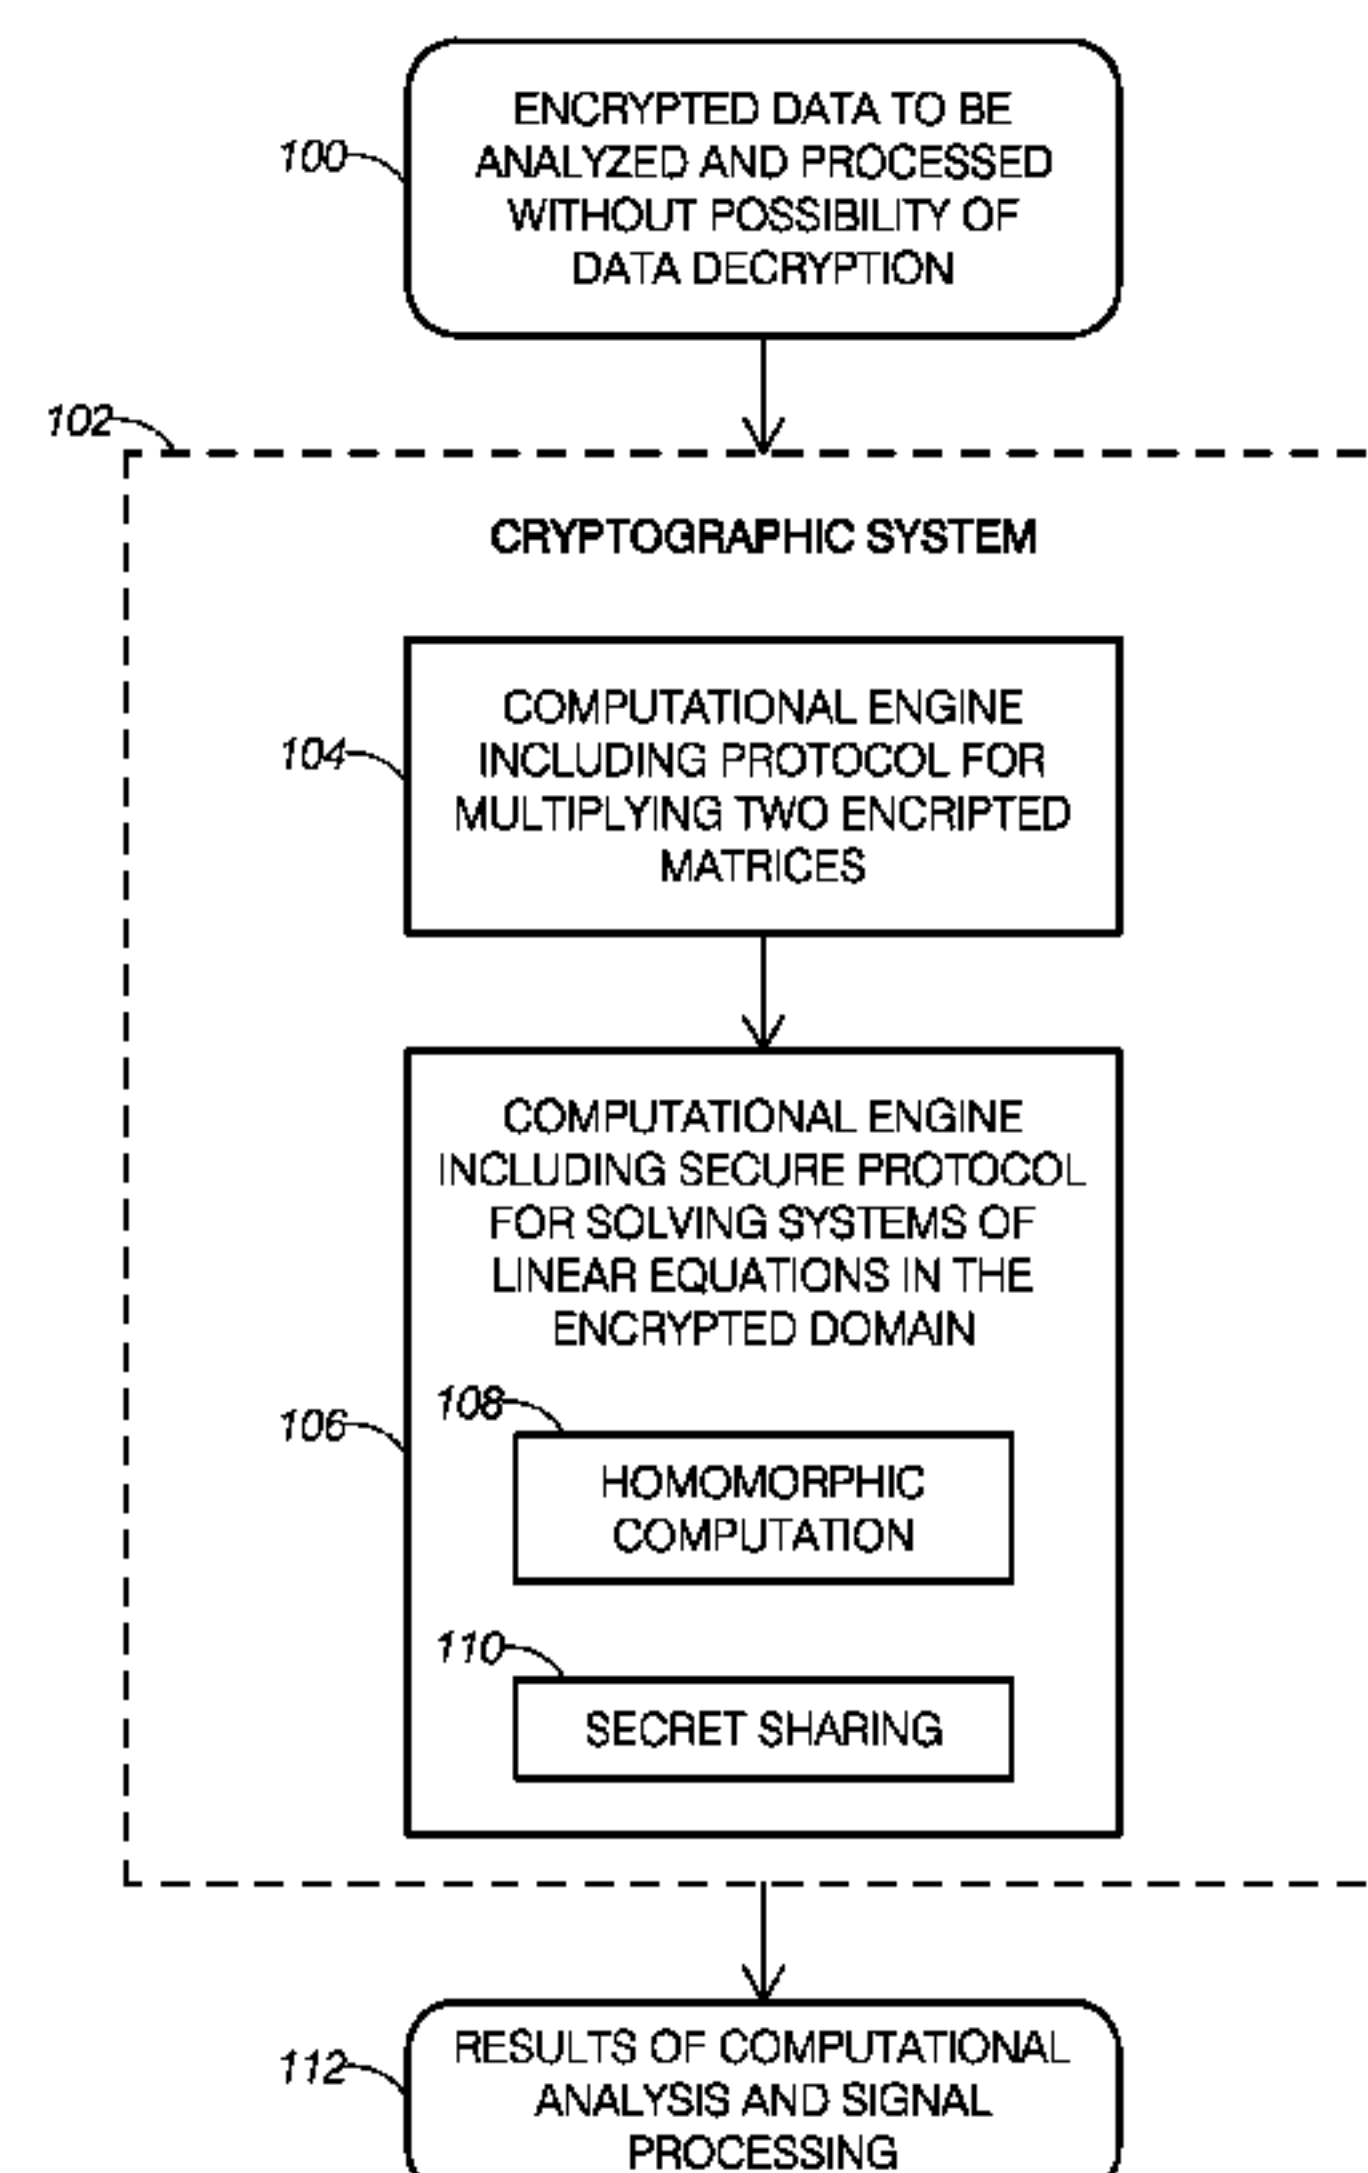 ENCRYPTED DATA TO BE
ANALYZED AND PROCESSED
WITHOUT POSSIBILITY OF
DATA DECRYPTION
100
102
CRYPTOGRAPHIC SYSTEM
COMPUTATIONAL ENGINE
INCLUDING PROTOCOL FOR
MULTIPLYING TWO ENCRIPTED
MATRICES
104
COMPUTATIONAL ENGINE
INCLUDING SECURE PROTOCOL
FOR SOLVING SYSTEMS OF
LINEAR EQUATIONS IN THE
ENCRYPTED DOMAIN
106
108
HOMOMORPHIC
COMPUTATION
110
SECRET SHARING
RESULTS OF COMPUTATIONAL
ANALYSIS AND SIGNAL
PROCESSING
112